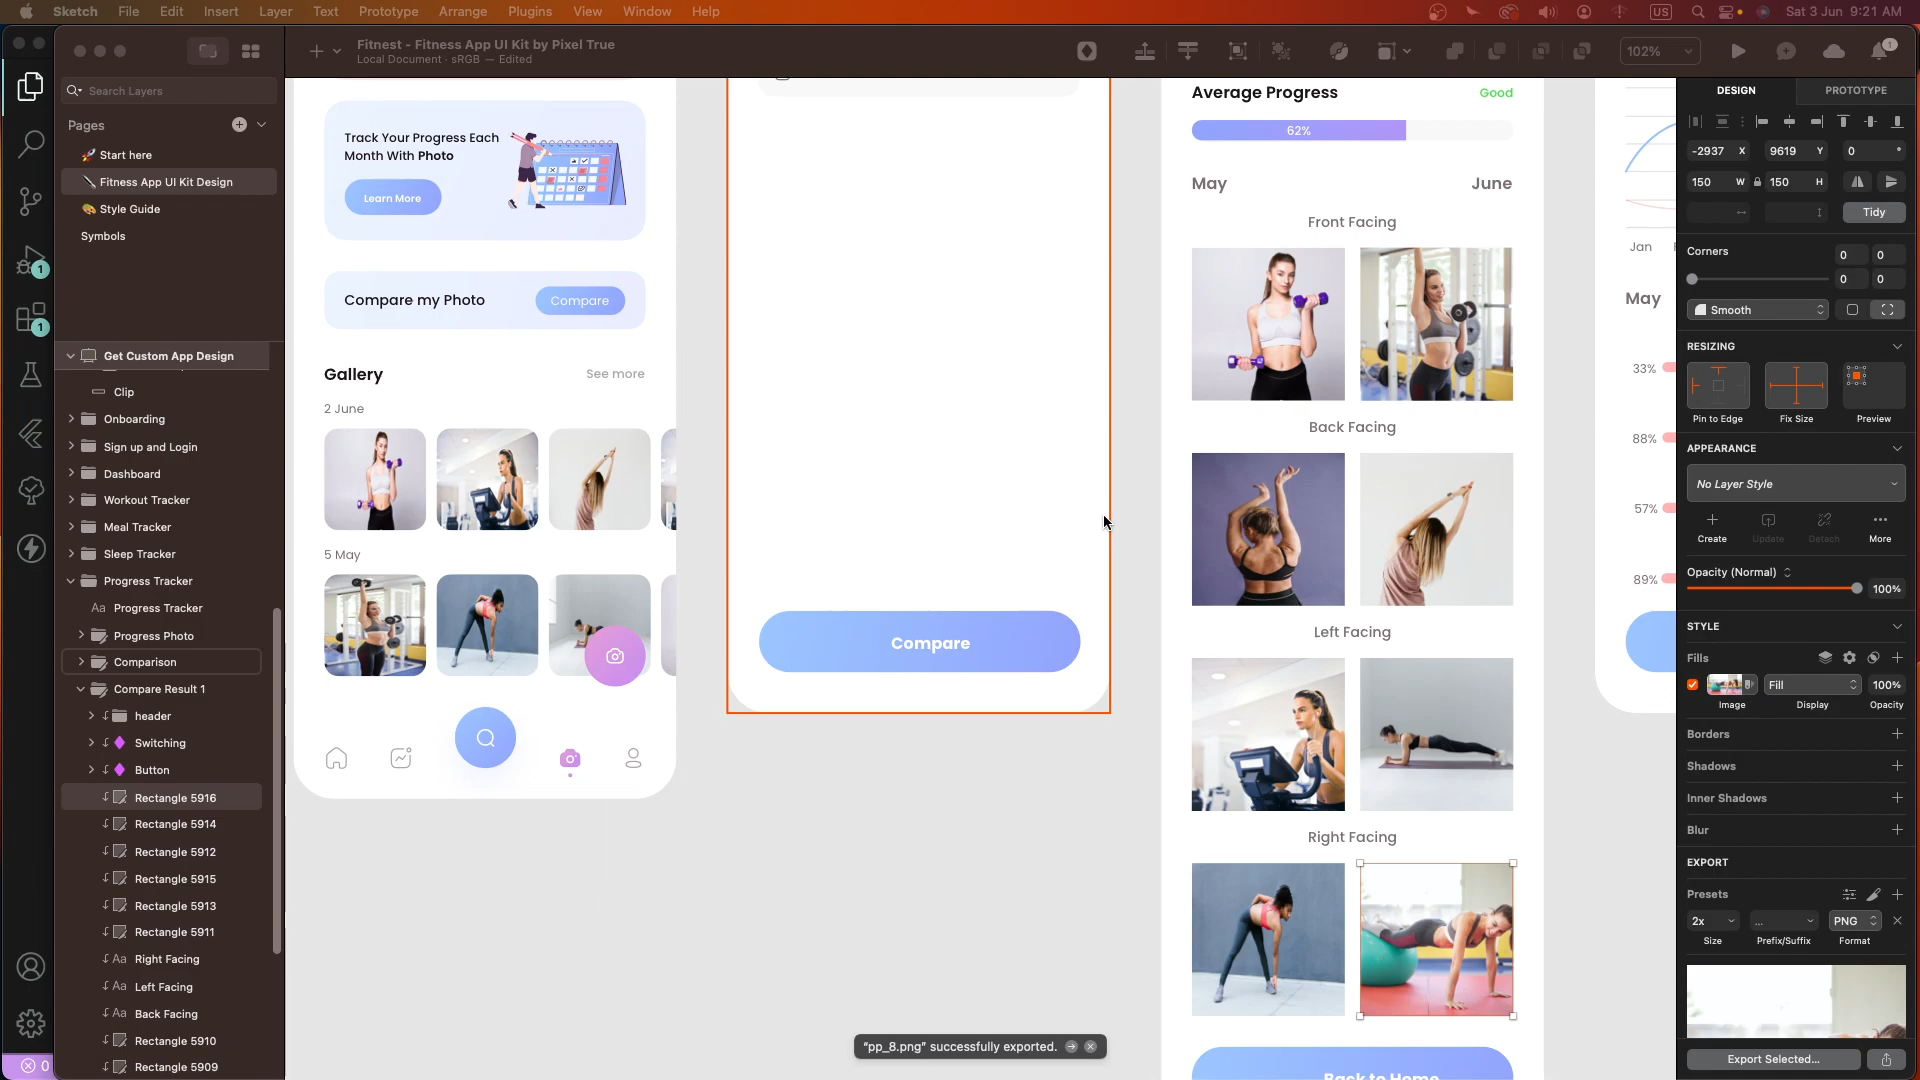 Sketch File Edit Insert Layer Text Prototype Arrange Plugins View Window Help
US
Sat 3 Jun 9:21 AM
Fitnest - Fitness App UI Kit by Pixel True
Local Document · sRGB — Edited
102%
1
Search Layers
Pages
🚀 Start here
Fitness App UI Kit Design
🎨 Style Guide
Symbols
1
1
Get Custom App Design
Clip
Onboarding
Sign up and Login
Dashboard
Workout Tracker
Meal Tracker
Sleep Tracker
Progress Tracker
Aa Progress Tracker
Progress Photo
Comparison
Compare Result 1
header
Switching
Button
Rectangle 5916
Rectangle 5914
Rectangle 5912
Rectangle 5915
Rectangle 5913
Rectangle 5911
Aa Right Facing
Aa Left Facing
Aa Back Facing
Rectangle 5910
Rectangle 5909
0
Track Your Progress Each
Month With Photo
Learn More
Compare my Photo
Compare
Gallery
See more
2 June
5 May
Compare
Average Progress
Good
62%
May
June
Front Facing
Back Facing
Left Facing
Right Facing
Back to Home
"pp_8.png" successfully exported.
Jan
May
33%
88%
57%
89%
DESIGN
PROTOTYPE
-2937 X 9619 Y 0 °
150 W 150 H
Tidy
Corners
0 0
0 0
Smooth
RESIZING
Pin to Edge
Fix Size
Preview
APPEARANCE
No Layer Style
Create
Update
Detach
More
Opacity (Normal)
100%
STYLE
Fills
Fill
100%
Image
Display
Opacity
Borders
Shadows
Inner Shadows
Blur
EXPORT
Presets
2x
...
PNG
Size
Prefix/Suffix
Format
Export Selected...